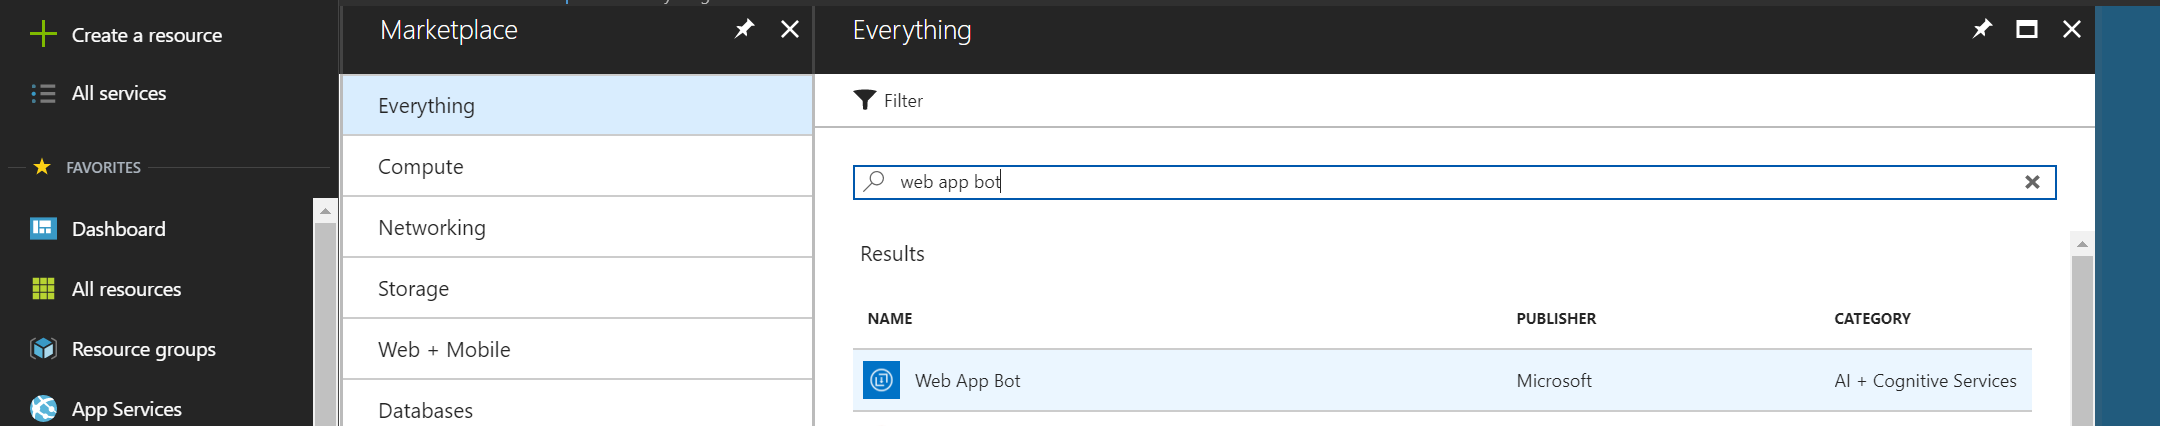 Create a resource
All services
FAVORITES
Dashboard
All resources
Resource groups
App Services
Marketplace
Everything
Compute
Networking
Storage
Web + Mobile
Databases
Everything
Filter
web app bot
Results
NAME PUBLISHER CATEGORY
Web App Bot Microsoft AI + Cognitive Services